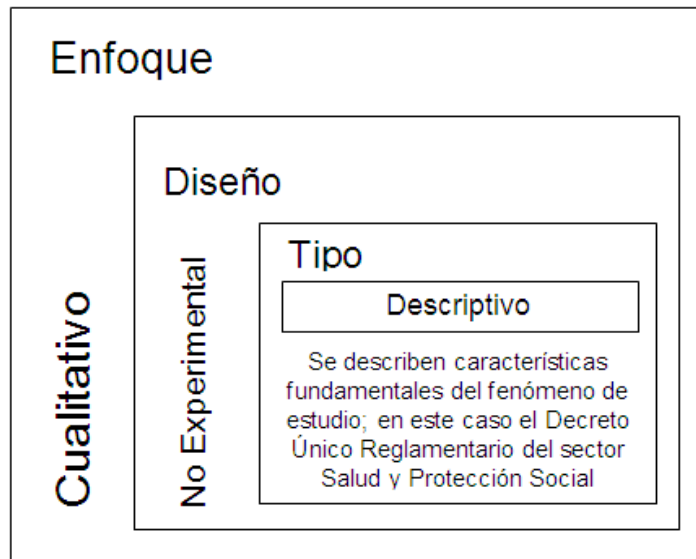 Enfoque
Diseño
Tipo
Descriptivo
Se describen características
fundamentales del fenómeno de
estudio; en este caso el Decreto
Único Reglamentario del sector
Salud y Protección Social
No Experimental
Cualitativo